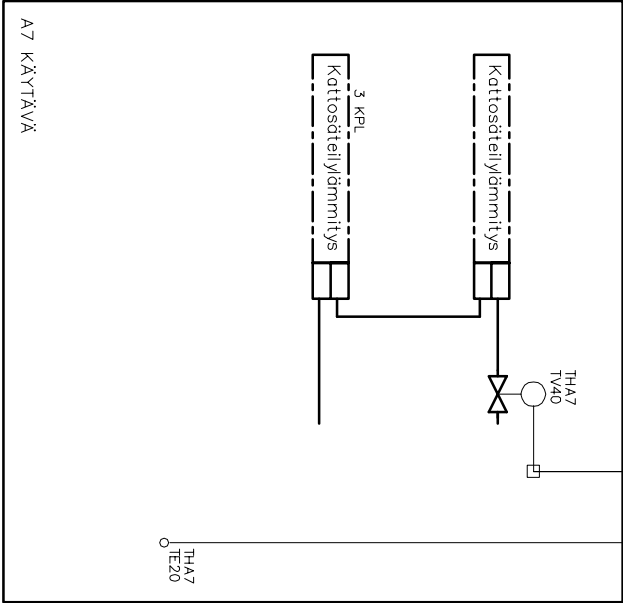 A7 KÄYTÄVÄ
3 KPL
Kattosäteilylämmitys
Kattosäteilylämmitys
THA7
TV40
THA7
TE20